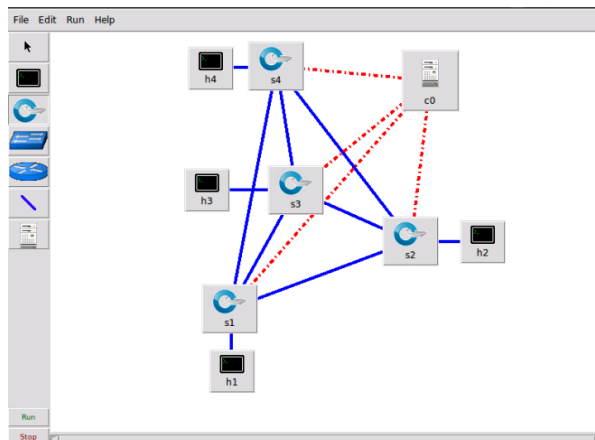 File Edit Run Help
h4
s4
c0
h3
s3
s2
h2
s1
h1
Run
Stop